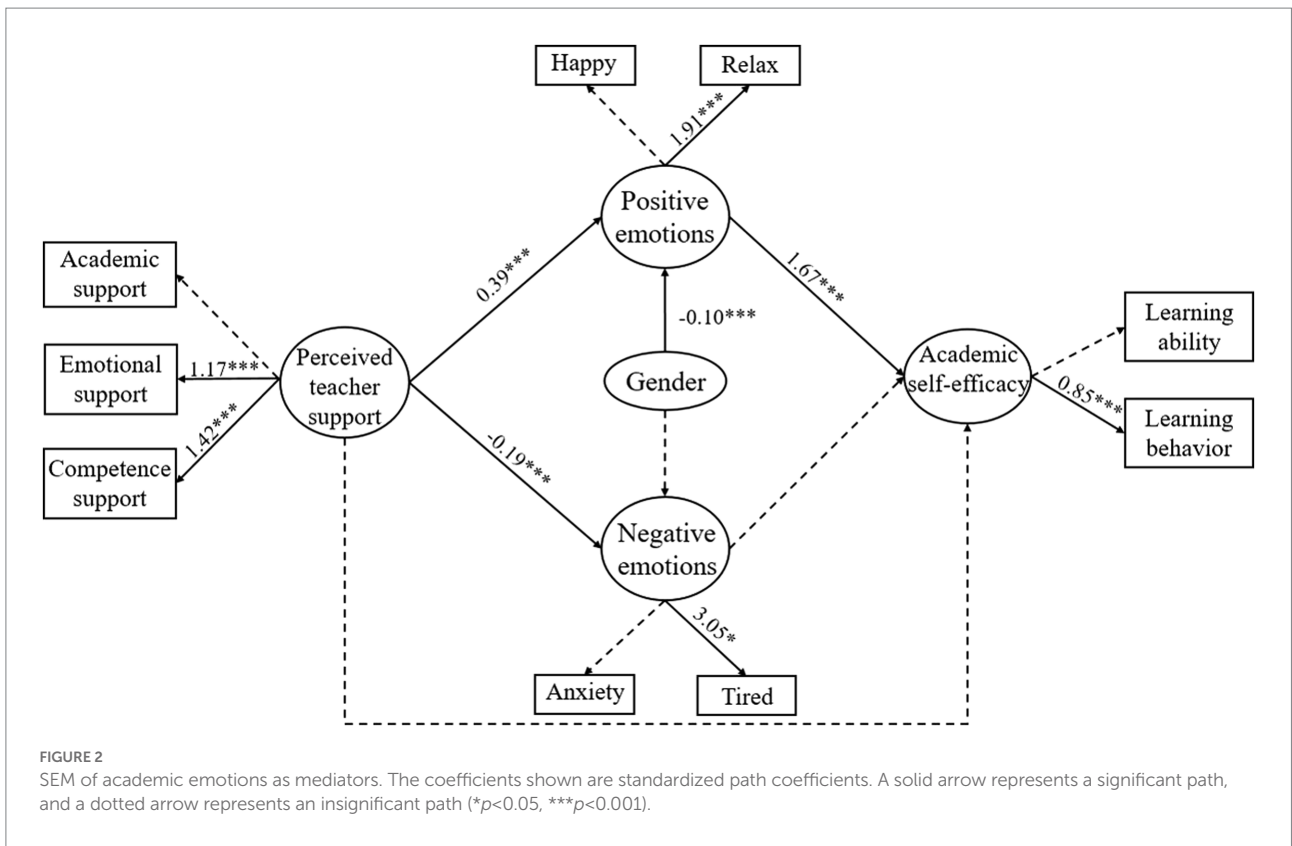 Happy
Relax
1.91***
Positive
emotions
Academic
support
0.39***
1.67***
-0.10***
Learning
ability
Emotional
support
1.17***
Perceived
teacher
support
Gender
Academic
self-efficacy
0.85***
Learning
behavior
1.42***
Competence
support
-0.19***
Negative
emotions
3.05*
Anxiety
Tired
FIGURE 2
SEM of academic emotions as mediators. The coefficients shown are standardized path coefficients. A solid arrow represents a significant path,
and a dotted arrow represents an insignificant path (*p<0.05, ***p<0.001).